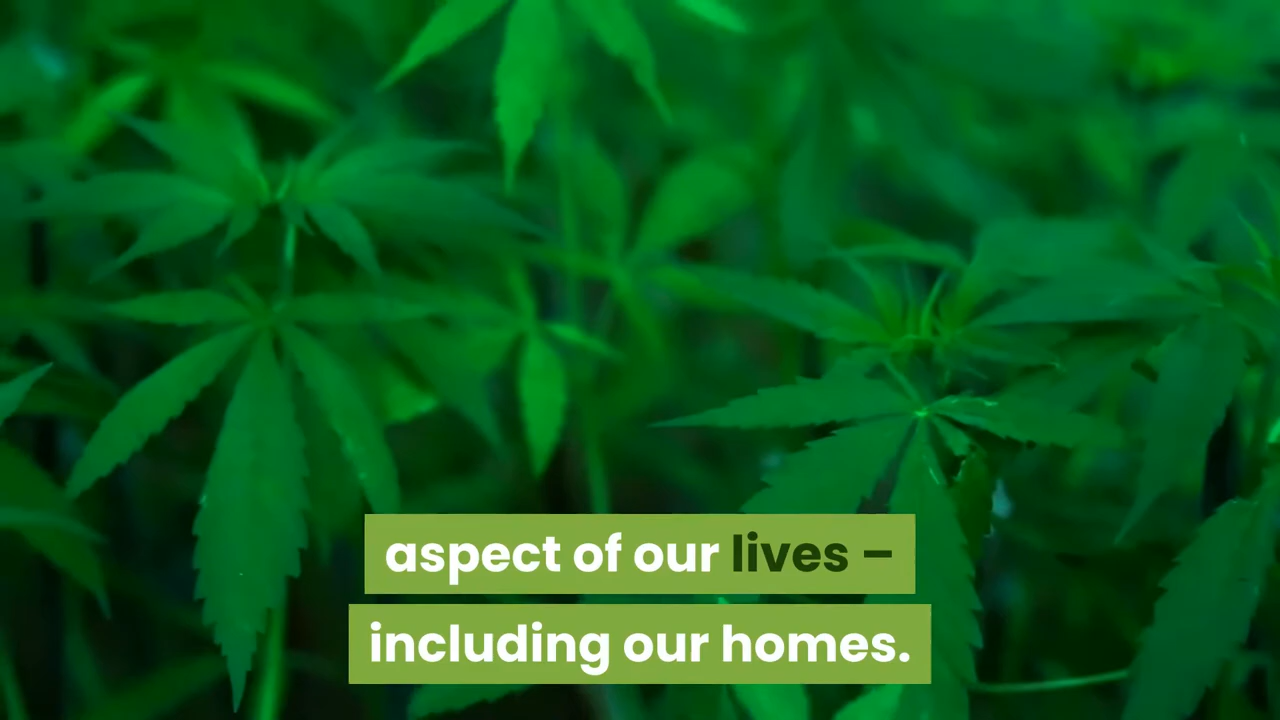 aspect of our lives –
including our homes.